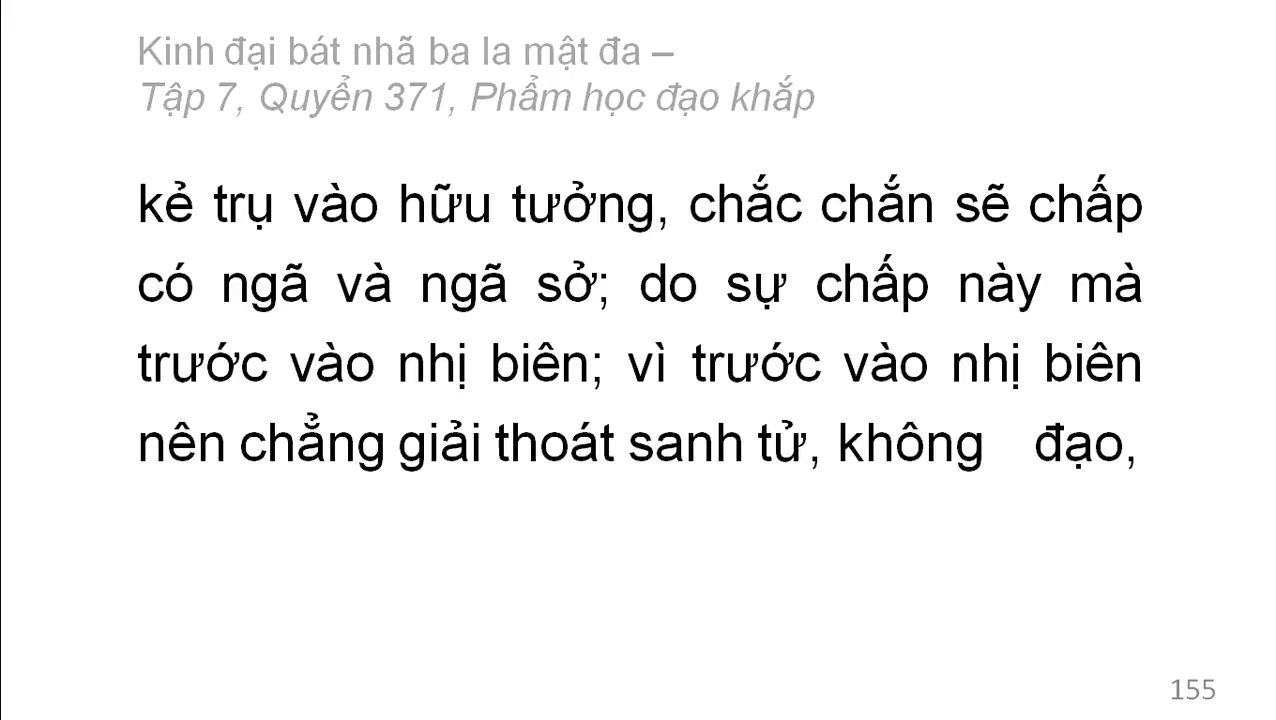 Kinh đại bát nhã ba la mật đa –
Tập 7, Quyển 371, Phẩm học đạo khắp
kẻ trụ vào hữu tưởng, chắc chắn sẽ chấp
có ngã và ngã sở; do sự chấp này mà
trước vào nhị biên; vì trước vào nhị biên
nên chẳng giải thoát sanh tử, không đạo,
155